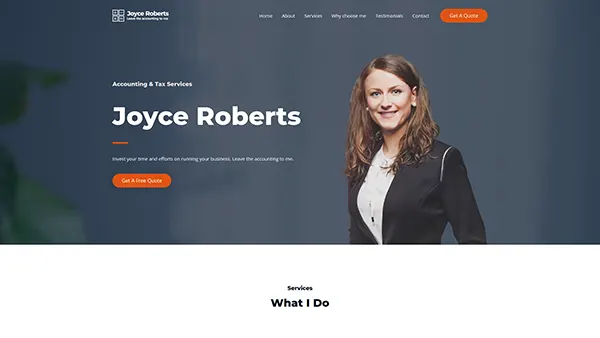 Joyce Roberts
Leave the accounting to me
Home About Services Why choose me Testimonials Contact Get A Quote
Accounting & Tax Services
Joyce Roberts
Invest your time and efforts on running your business. Leave the accounting to me.
Get A Free Quote
Services
What I Do